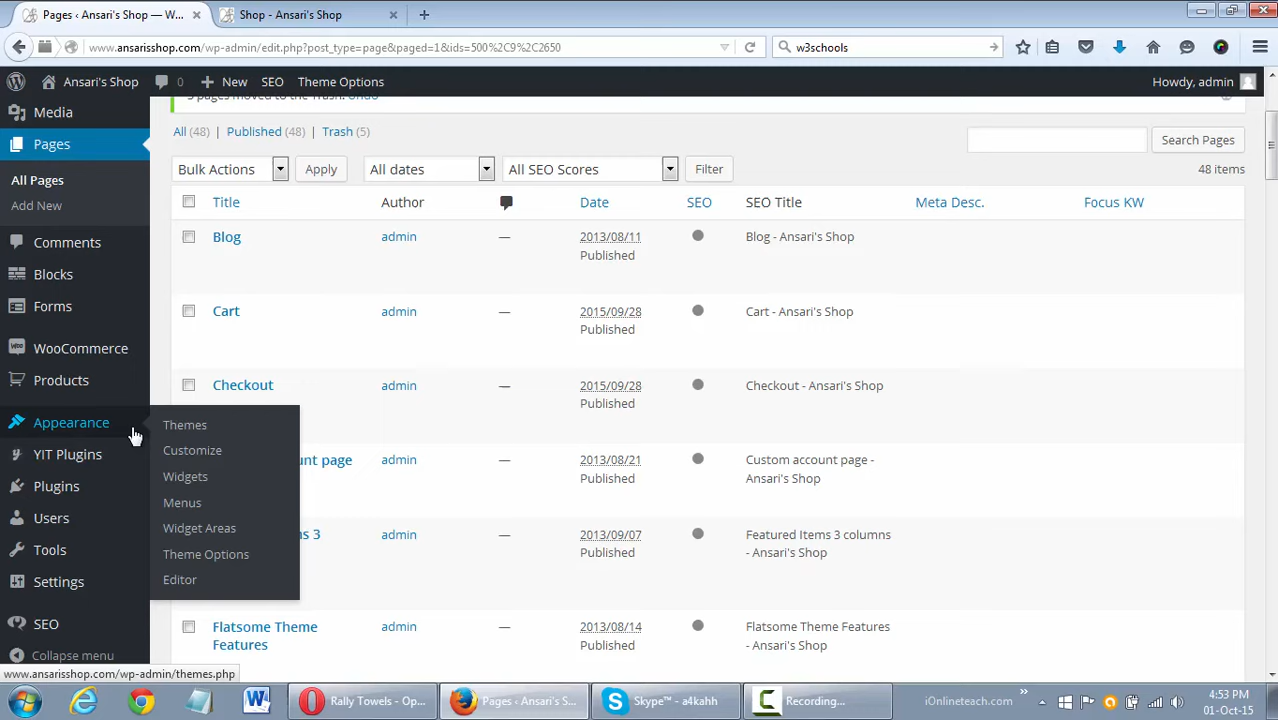 Pages ‹ Ansari's Shop — W...
Shop - Ansari's Shop
www.ansarisshop.com/wp-admin/edit.php?post_type=page&paged=1&ids=500%2C9%2C2650
w3schools
Ansari's Shop
0
New
SEO
Theme Options
Howdy, admin
Media
Pages
All Pages
Add New
Comments
Blocks
Forms
WooCommerce
Products
Appearance
YIT Plugins
Plugins
Users
Tools
Settings
SEO
Collapse menu
Themes
Customize
Widgets
Menus
Widget Areas
Theme Options
Editor
pages moved to the Trash. Undo
All (48) | Published (48) | Trash (5)
Search Pages
Bulk Actions
Apply
All dates
All SEO Scores
Filter
48 items
Title Author Date SEO SEO Title Meta Desc. Focus KW
Blog admin — 2013/08/11 Blog - Ansari's Shop
Published
Cart admin — 2015/09/28 Cart - Ansari's Shop
Published
Checkout admin — 2015/09/28 Checkout - Ansari's Shop
Published
unt page admin — 2013/08/21 Custom account page -
Published Ansari's Shop
s 3 admin — 2013/09/07 Featured Items 3 columns
Published - Ansari's Shop
Flatsome Theme admin — 2013/08/14 Flatsome Theme Features
Features Published - Ansari's Shop
www.ansarisshop.com/wp-admin/themes.php
Rally Towels - Op...
Pages ‹ Ansari's S...
Skype™ - a4kahh
Recording...
iOnlineteach.com
4:53 PM
01-Oct-15